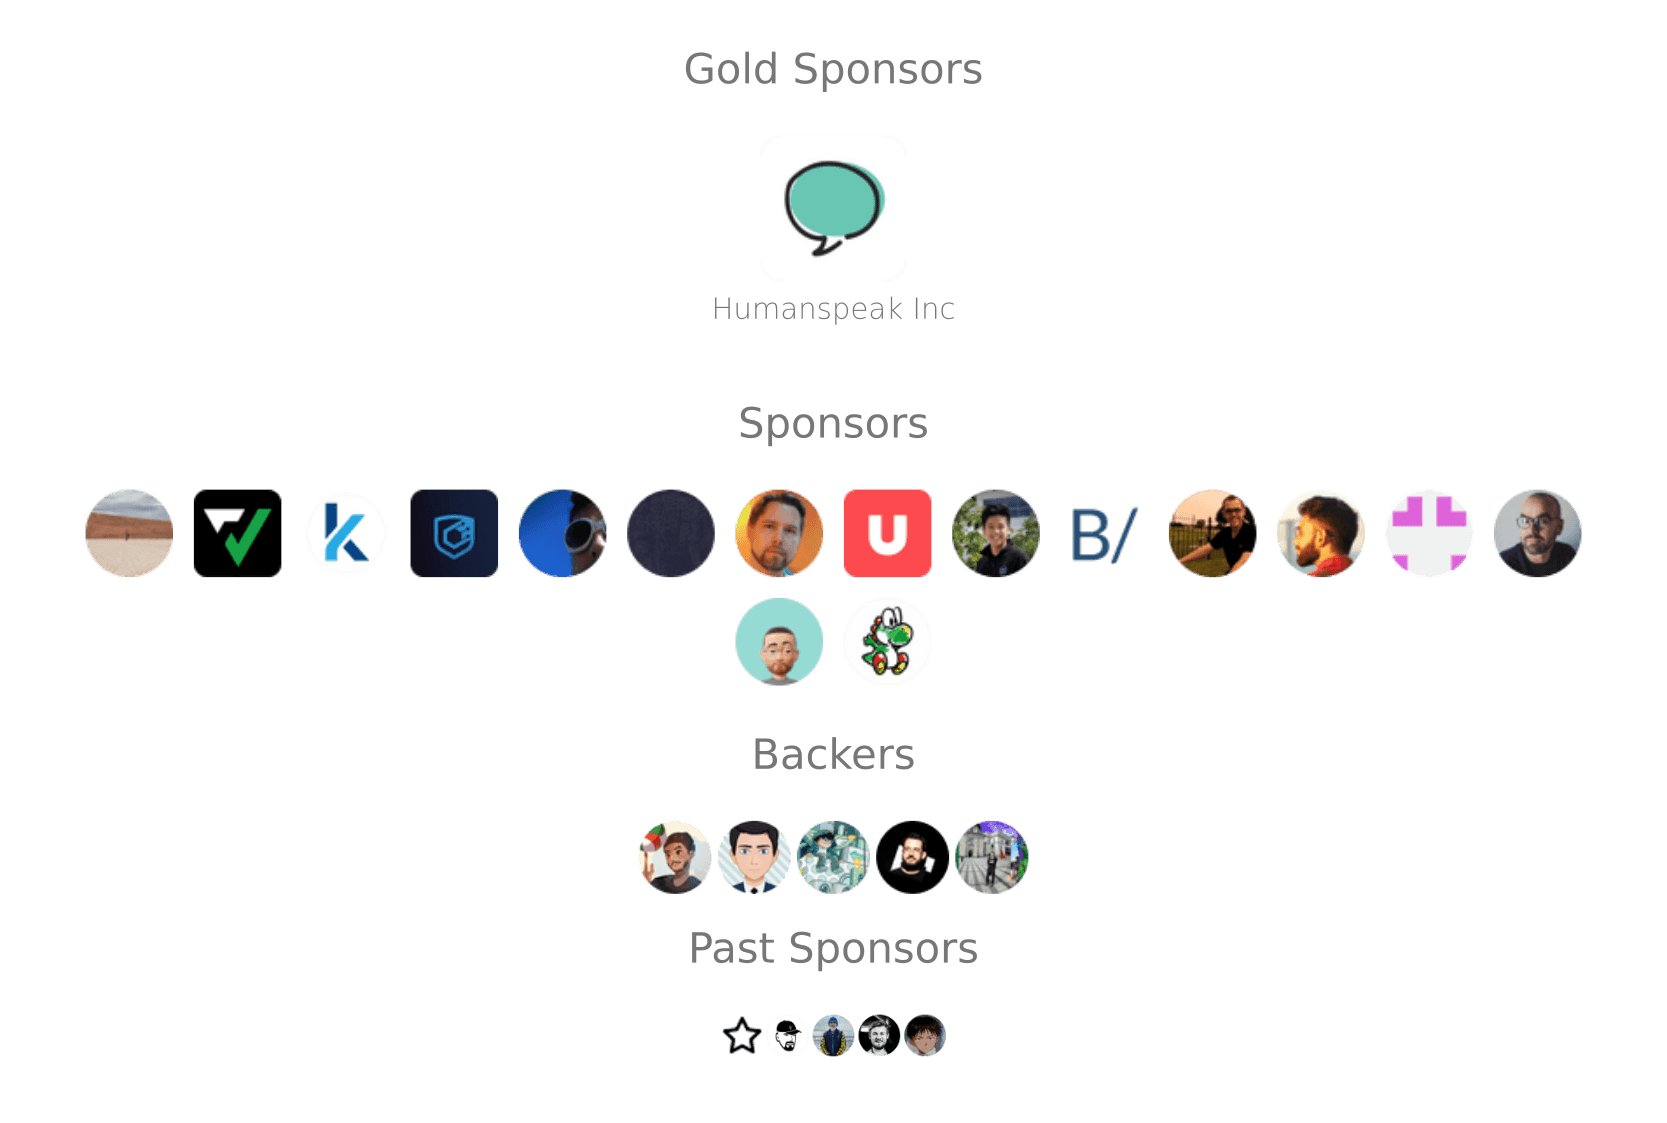 Gold Sponsors
Humanspeak Inc
Sponsors
U
B/
Backers
Past Sponsors